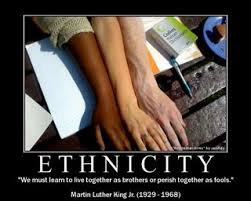 Collins
ETHNICITY
"We must learn to live together as brothers or perish together as fools."
Martin Luther King Jr. (1929 - 1968)